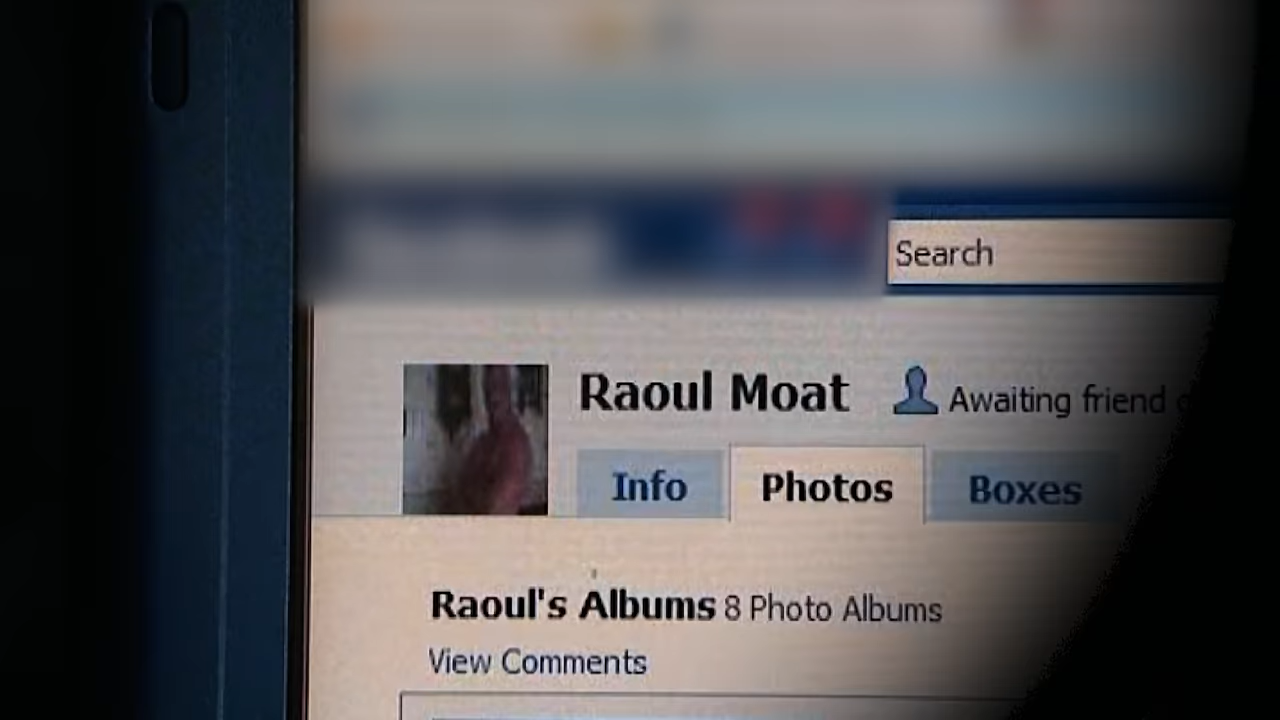 Search
Raoul Moat
Awaiting friend
Info Photos Boxes
Raoul's Albums 8 Photo Albums
View Comments